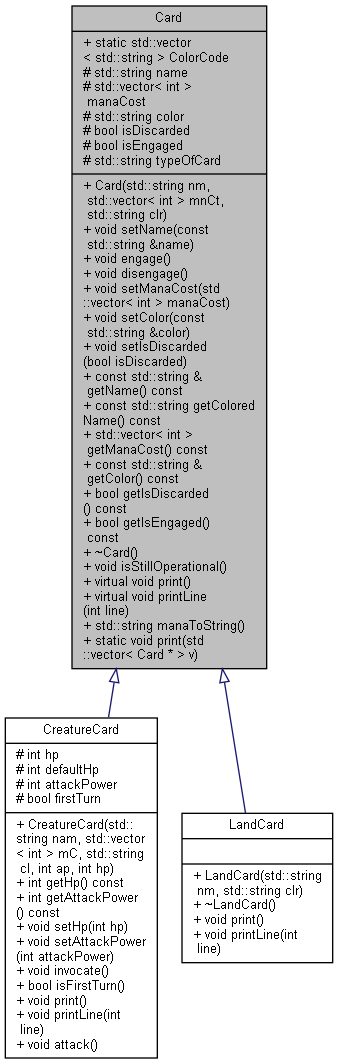 Card
+ static std::vector
< std::string > ColorCode
# std::string name
# std::vector< int >
manaCost
# std::string color
# bool isDiscarded
# bool isEngaged
# std::string typeOfCard
+ Card(std::string nm,
std::vector< int > mnCt,
std::string clr)
+ void setName(const
std::string &name)
+ void engage()
+ void disengage()
+ void setManaCost(std
::vector< int > manaCost)
+ void setColor(const
std::string &color)
+ void setIsDiscarded
(bool isDiscarded)
+ const std::string &
getName() const
+ const std::string getColored
Name() const
+ std::vector< int >
getManaCost() const
+ const std::string &
getColor() const
+ bool getIsDiscarded
() const
+ bool getIsEngaged()
const
+ ~Card()
+ void isStillOperational()
+ virtual void print()
+ virtual void printLine
(int line)
+ std::string manaToString()
+ static void print(std
::vector< Card * > v)
CreatureCard
# int hp
# int defaultHp
# int attackPower
# bool firstTurn
+ CreatureCard(std::
string nam, std::vector
< int > mC, std::string
cl, int ap, int hp)
+ int getHp() const
+ int getAttackPower
() const
+ void setHp(int hp)
+ void setAttackPower
(int attackPower)
+ void invocate()
+ bool isFirstTurn()
+ void print()
+ void printLine(int
line)
+ void attack()
LandCard
+ LandCard(std::string
nm, std::string clr)
+ ~LandCard()
+ void print()
+ void printLine(int
line)